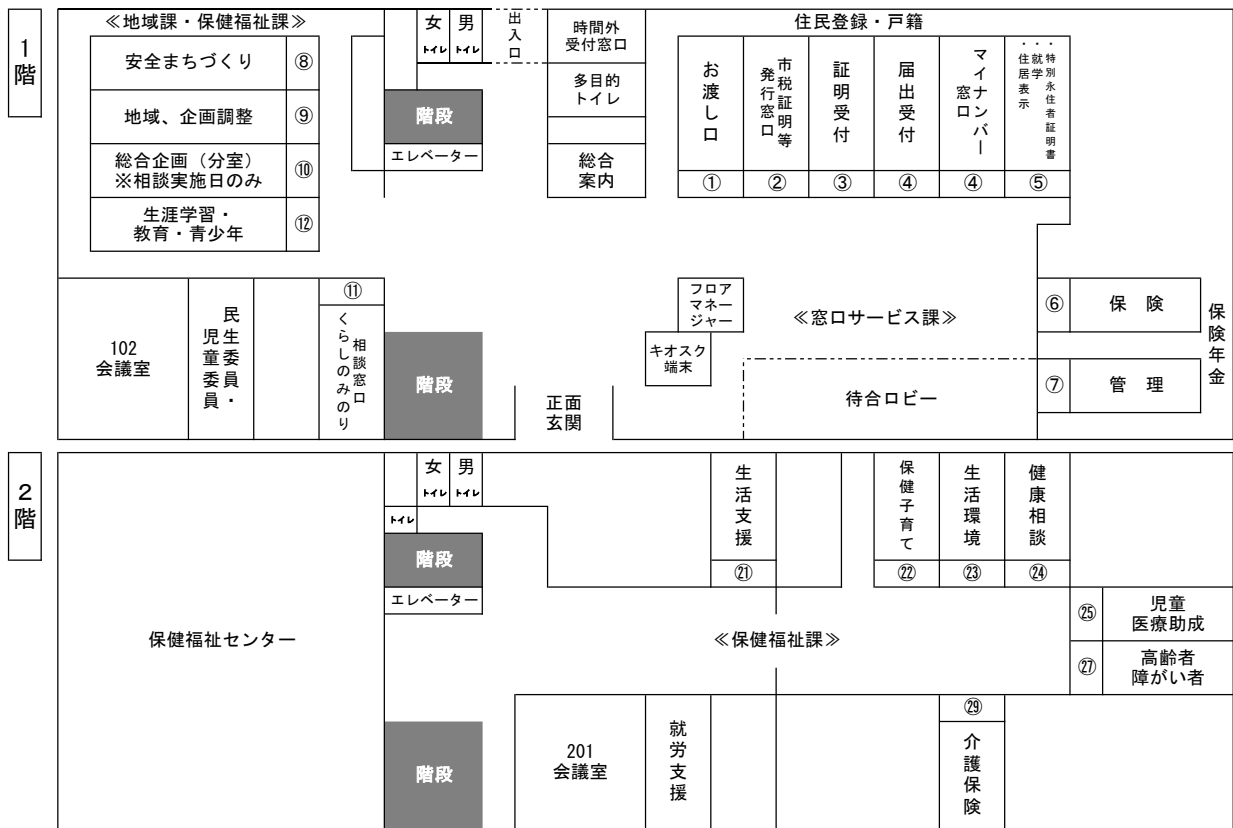 1階
≪地域課・保健福祉課≫
安全まちづくり
⑧
地域、企画調整
⑨
総合企画（分室）
※相談実施日のみ
⑩
生涯学習・
教育・青少年
⑫
女
トイレ
男
トイレ
出入口
階段
エレベーター
時間外
受付窓口
多目的
トイレ
総合
案内
住民登録・戸籍
お渡し口
①
市税証明等
発行窓口
②
証明受付
③
届出受付
④
マイナンバー
窓口
④
・特別永住者証明書
・就学
・住居表示
⑤
102
会議室
民生委員・
児童委員
⑪
相談窓口
くらしのみのり
階段
正面
玄関
フロア
マネー
ジャー
キオスク
端末
≪窓口サービス課≫
待合ロビー
⑥
保　険
⑦
管　理
保険年金
2階
保健福祉センター
女
トイレ
男
トイレ
トイレ
階段
エレベーター
生活支援
㉑
保健子育て
㉒
生活環境
㉓
健康相談
㉔
㉕
児童
医療助成
㉗
高齢者
障がい者
≪保健福祉課≫
階段
201
会議室
就労支援
㉙
介護保険